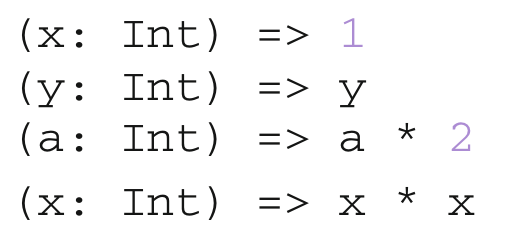 (x: Int) => 1
(y: Int) => y
(a: Int) => a * 2
(x: Int) => x * x